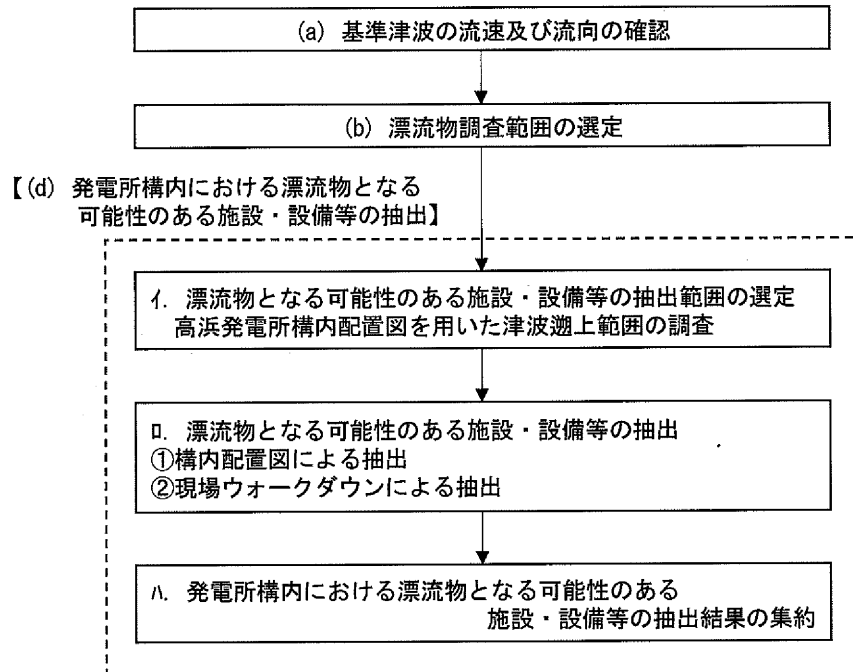 (a) 基準津波の流速及び流向の確認
(b) 漂流物調査範囲の選定
【(d) 発電所構内における漂流物となる
可能性のある施設・設備等の抽出】
ｲ. 漂流物となる可能性のある施設・設備等の抽出範囲の選定
高浜発電所構内配置図を用いた津波遡上範囲の調査
ﾛ. 漂流物となる可能性のある施設・設備等の抽出
①構内配置図による抽出
②現場ウォークダウンによる抽出
ﾊ. 発電所構内における漂流物となる可能性のある
施設・設備等の抽出結果の集約